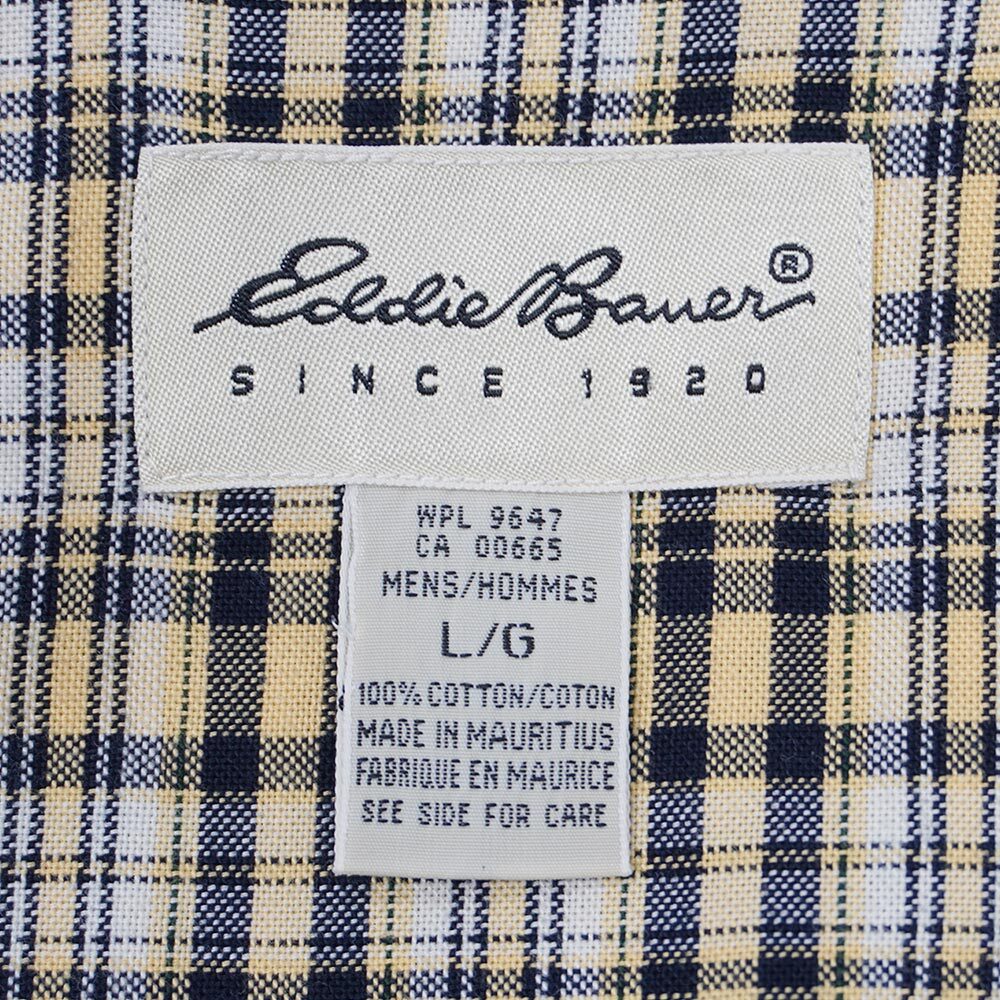 Eddie Bauer®
SINCE 1920
WPL 9647
CA 00665
MENS/HOMMES
L/G
100% COTTON/COTON
MADE IN MAURITIUS
FABRIQUE EN MAURICE
SEE SIDE FOR CARE